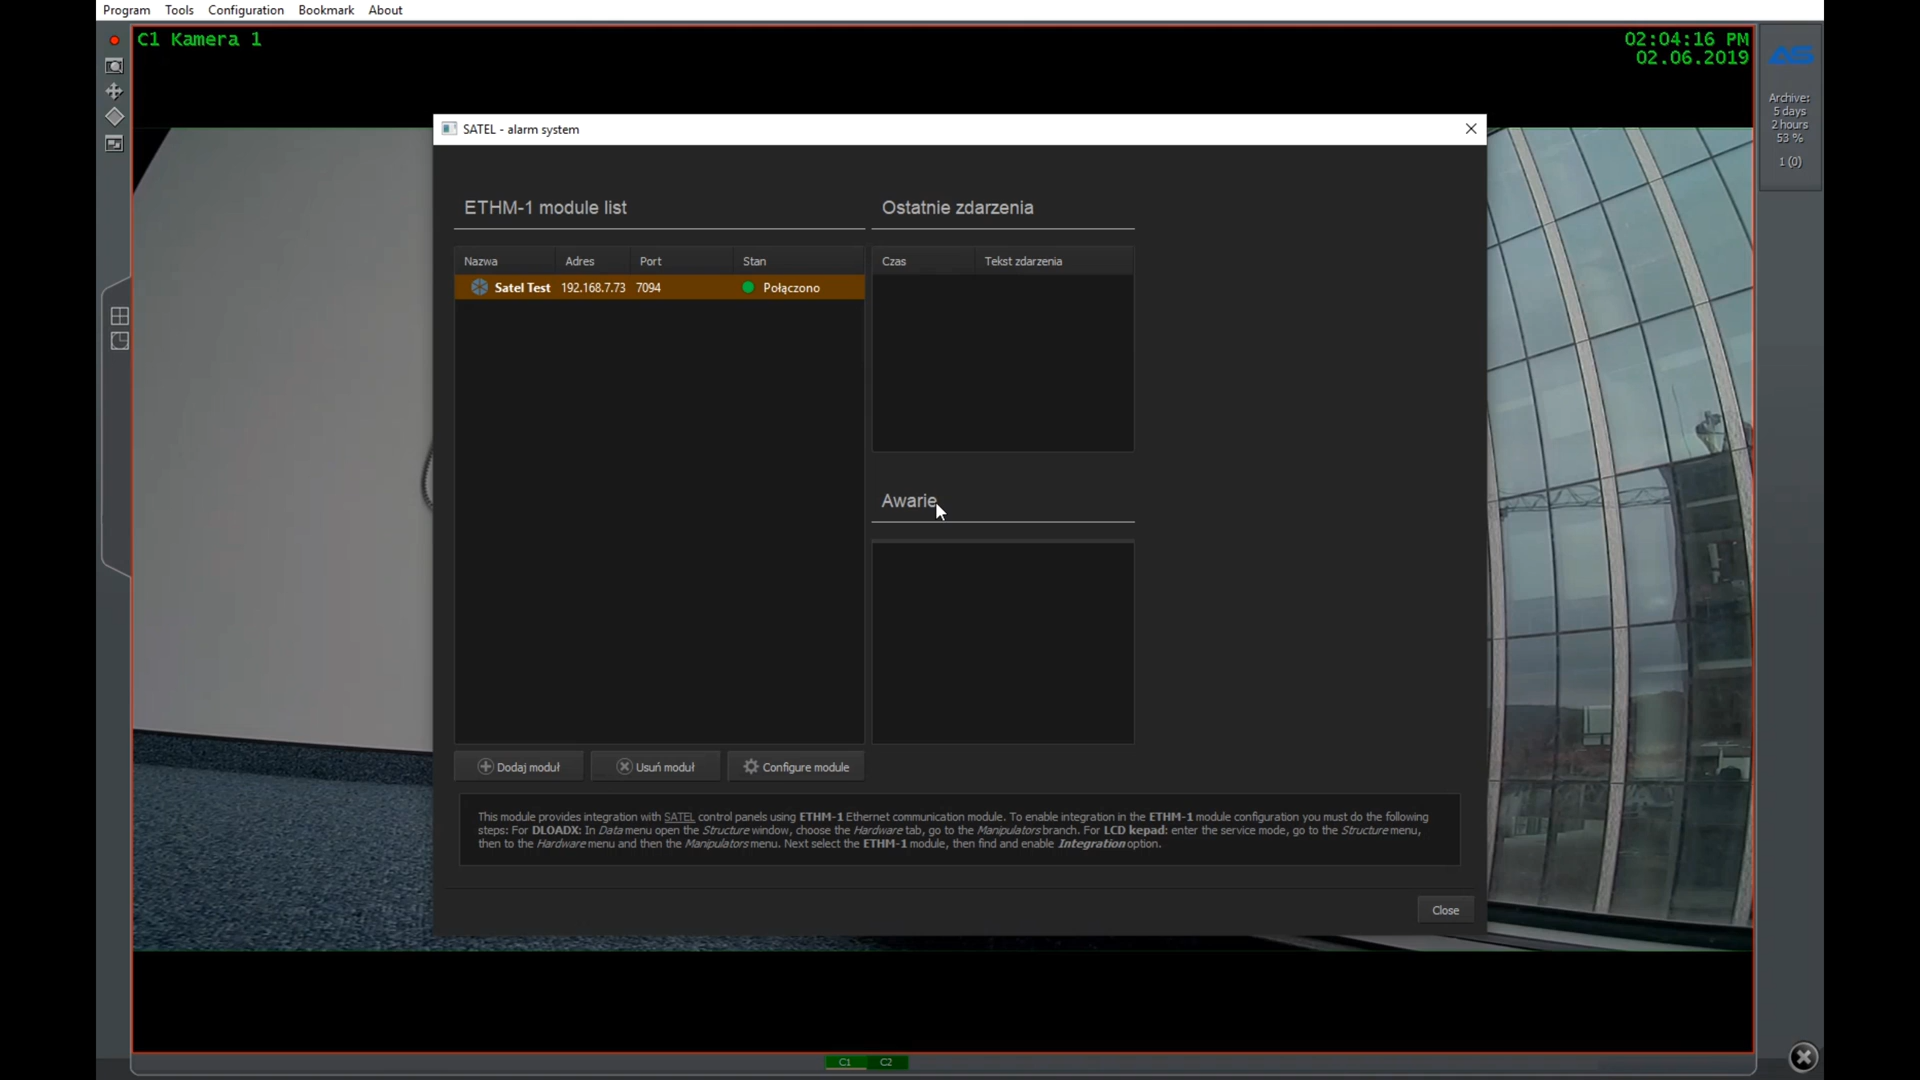 Program Tools Configuration Bookmark About
C1 Kamera 1
02:04:16 PM
02.06.2019
AS
Archive:
5 days
2 hours
53 %
1 (0)
SATEL - alarm system
ETHM-1 module list
Ostatnie zdarzenia
Nazwa Adres Port Stan
Czas Tekst zdarzenia
Satel Test 192.168.7.73 7094 Połączono
Awarie
Dodaj moduł Usuń moduł Configure module
This module provides integration with SATEL control panels using ETHM-1 Ethernet communication module. To enable integration in the ETHM-1 module configuration you must do the following
steps: For DLOADX: In Data menu open the Structure window, choose the Hardware tab, go to the Manipulators branch. For LCD kepad: enter the service mode, go to the Structure menu,
then to the Hardware menu and then the Manipulators menu. Next select the ETHM-1 module, then find and enable Integration option.
Close
C1 C2